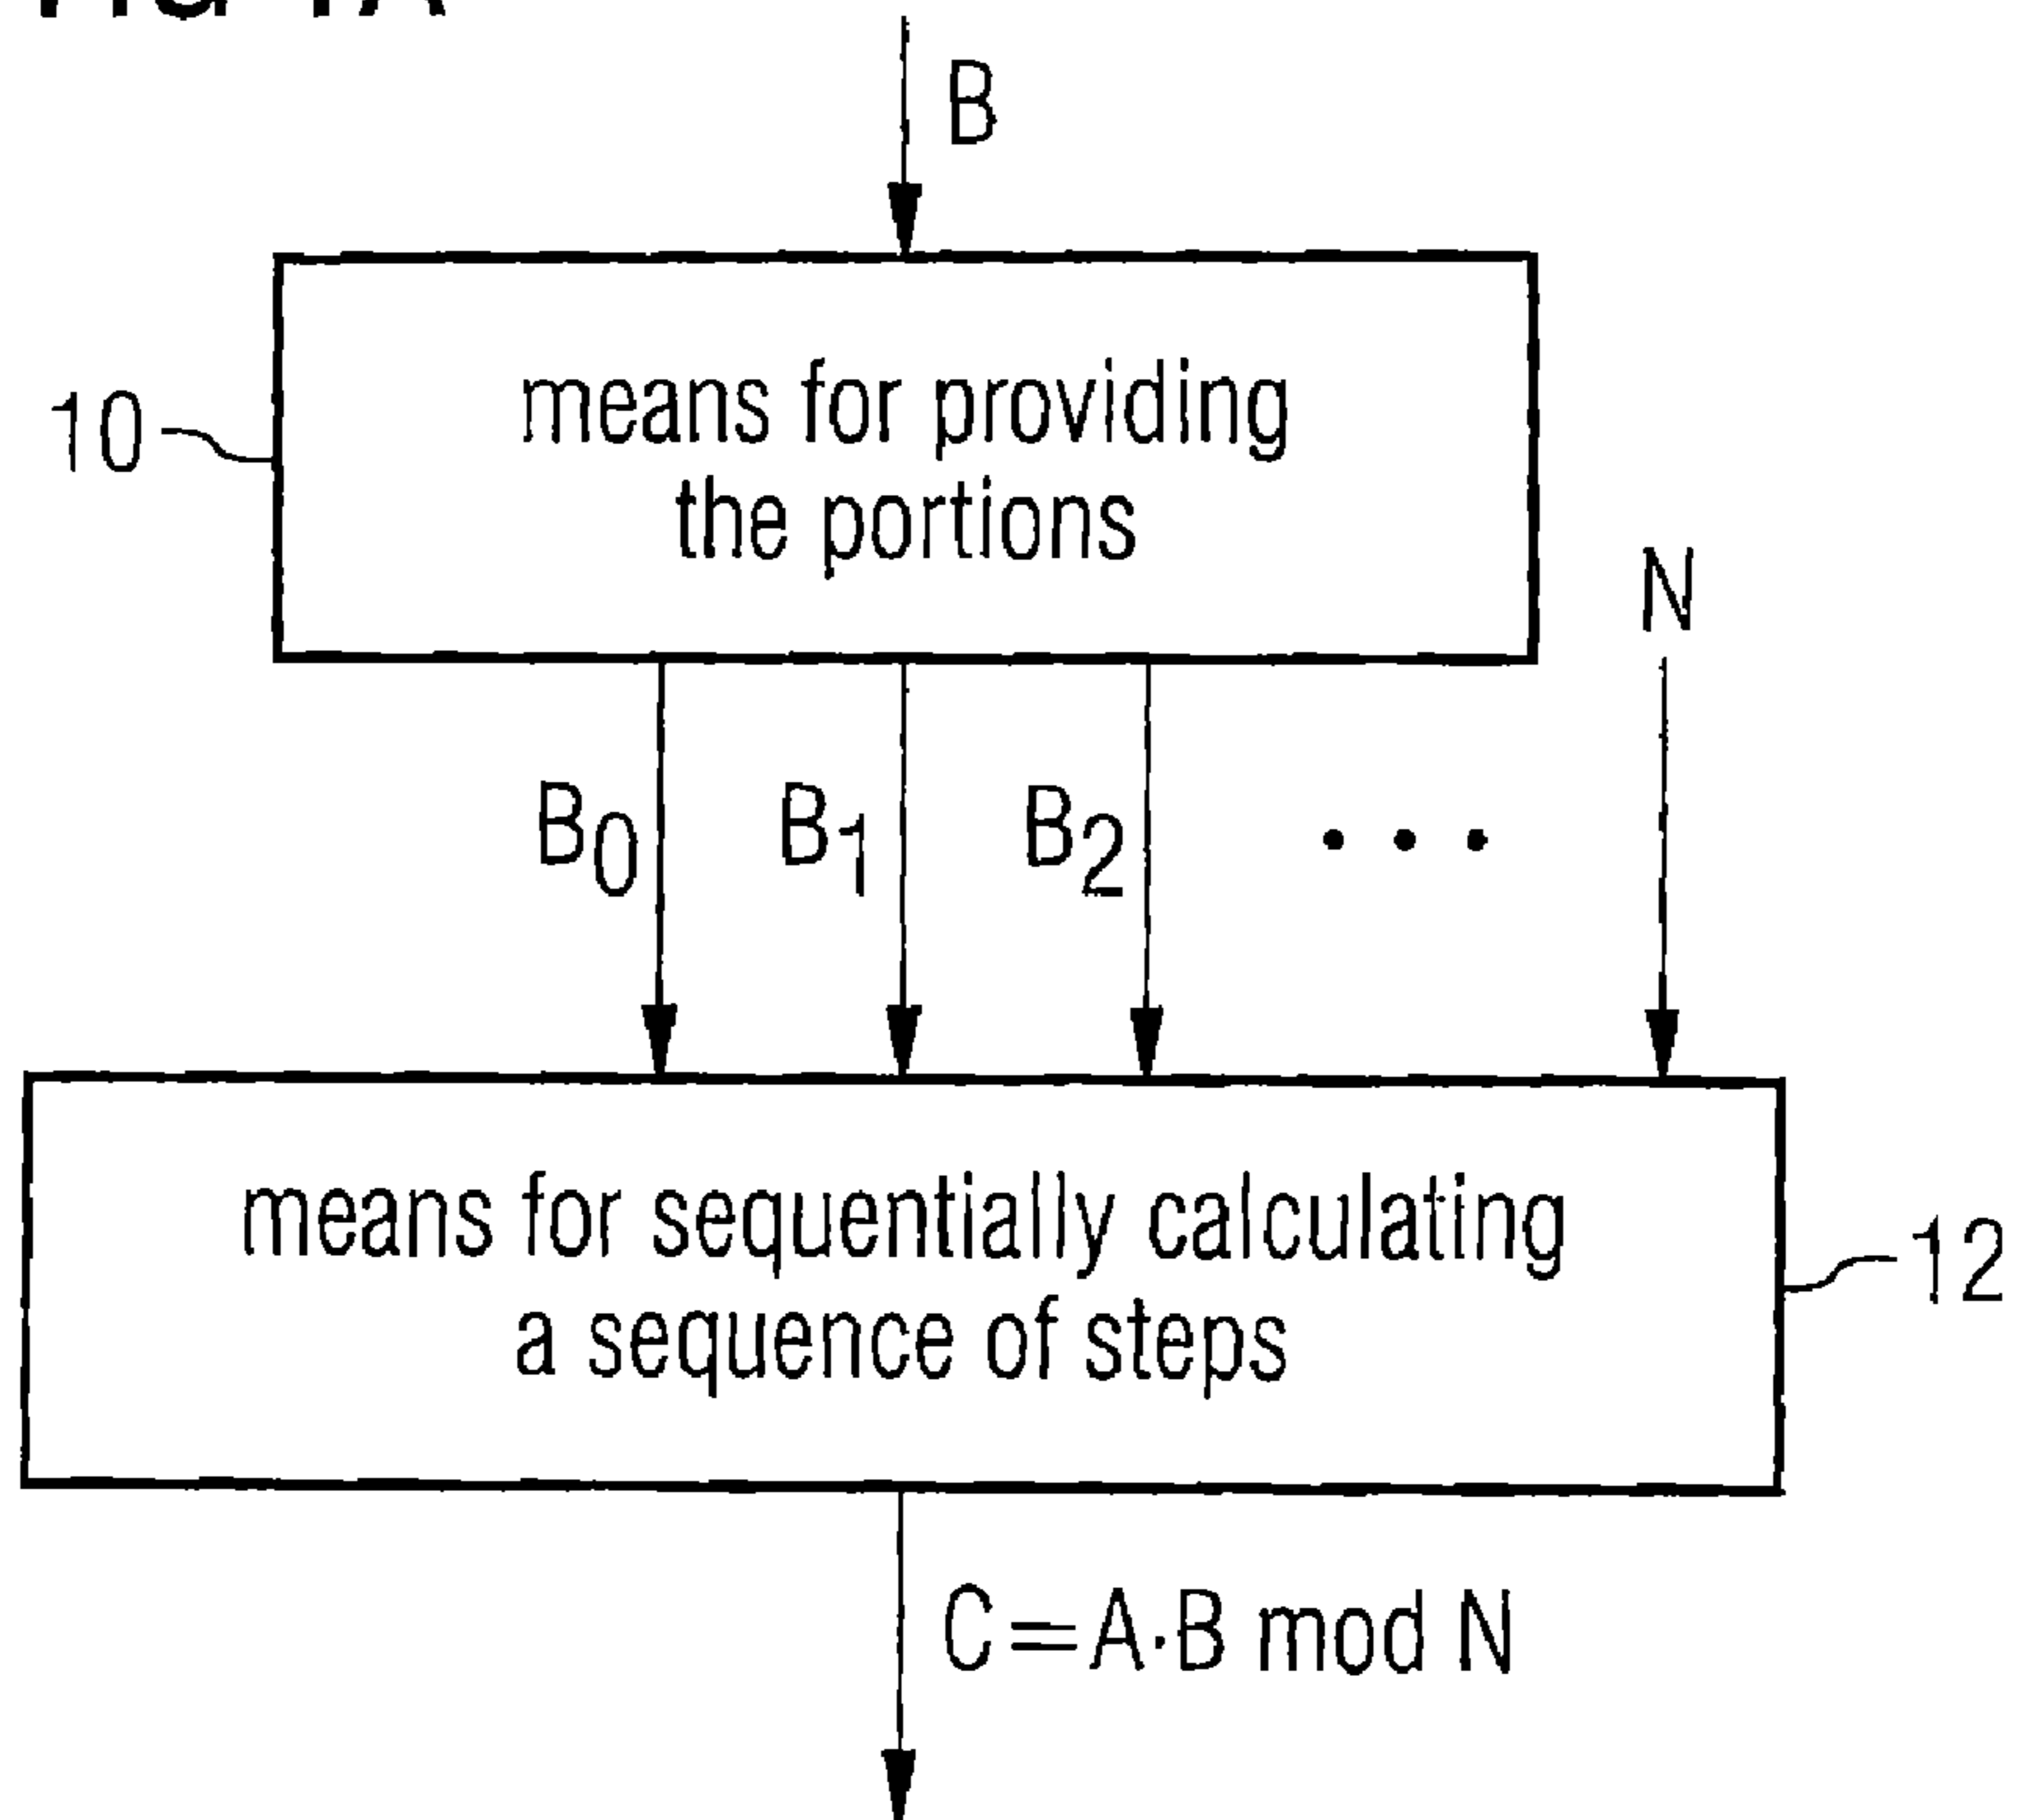 B
means for providing
the portions
10
N
B0 B1 B2 ...
means for sequentially calculating
a sequence of steps
12
C=A·B mod N